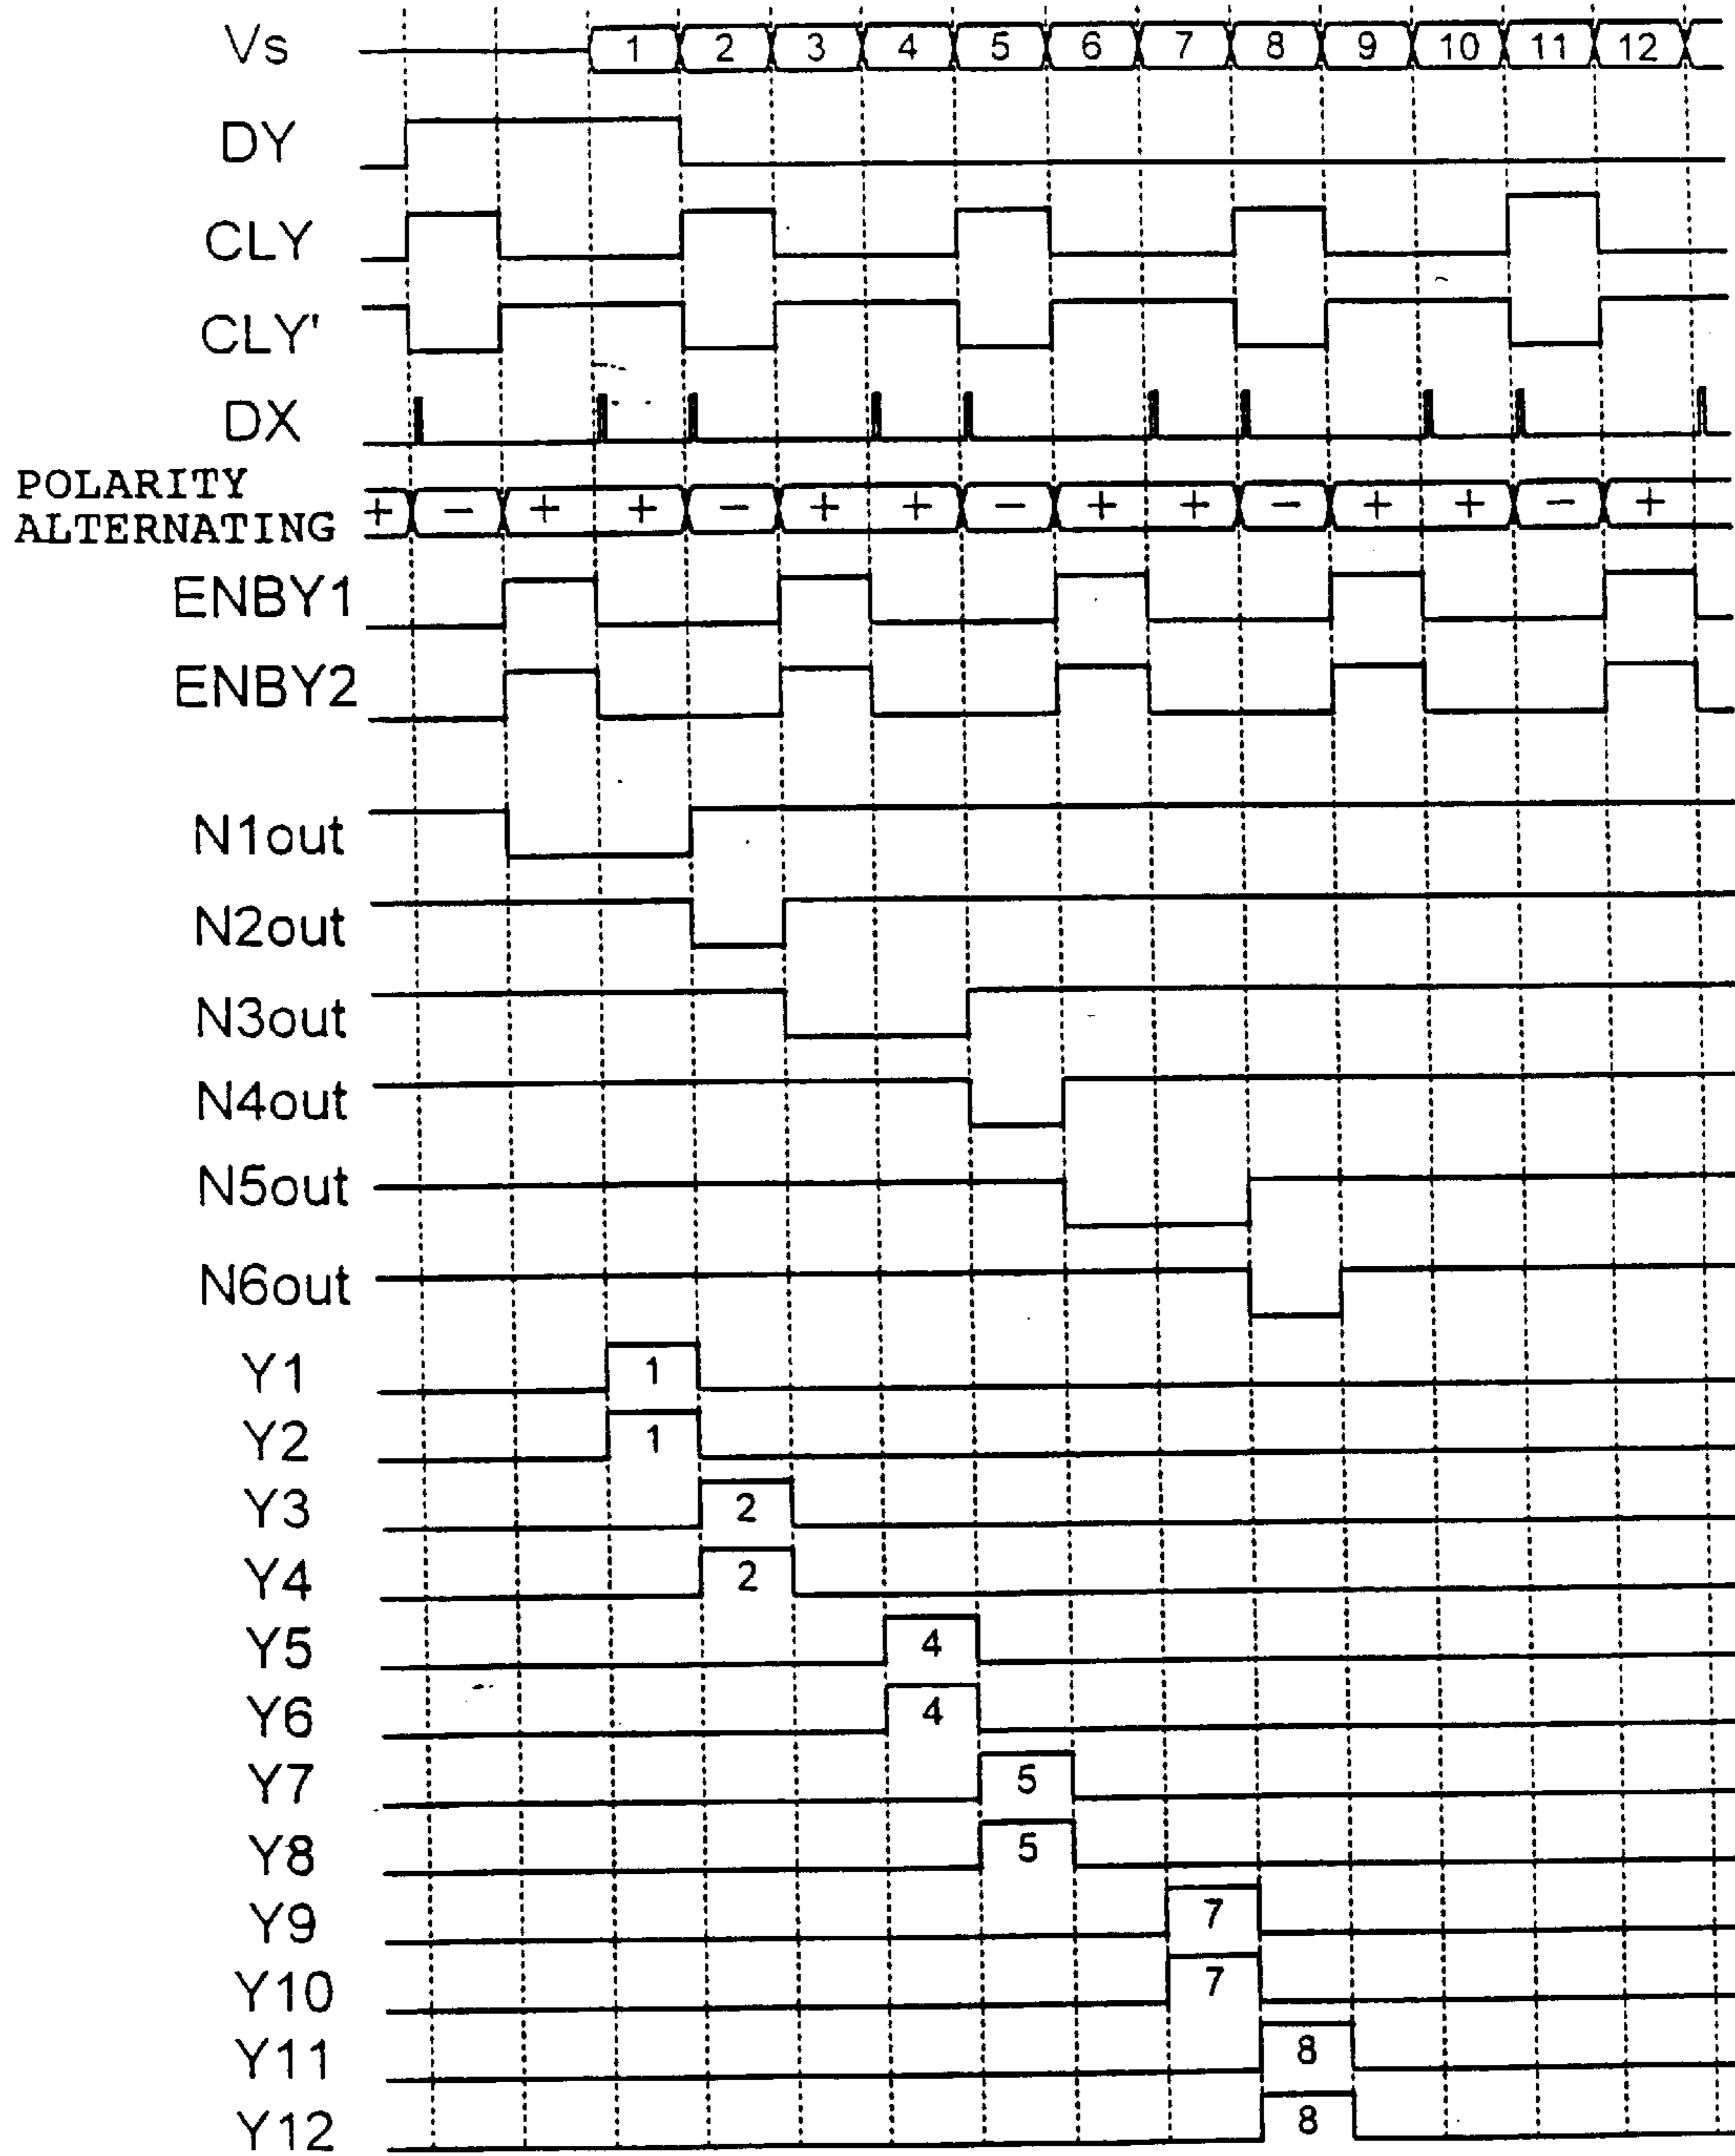 Vs 1 2 3 4 5 6 7 8 9 10 11 12
DY
CLY
CLY'
DX
POLARITY
ALTERNATING + − + + − + + − + + − + + − +
ENBY1
ENBY2
N1out
N2out
N3out
N4out
N5out
N6out
Y1 1
Y2 1
Y3 2
Y4 2
Y5 4
Y6 4
Y7 5
Y8 5
Y9 7
Y10 7
Y11 8
Y12 8